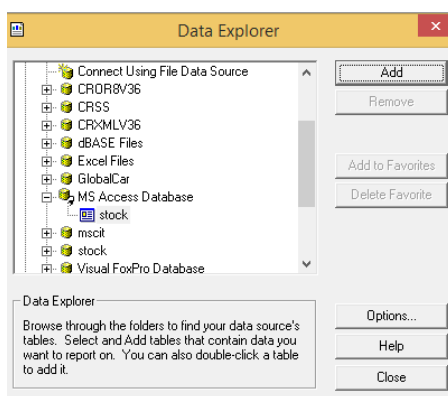 Data Explorer
Connect Using File Data Source
CROR8V36
CRSS
CRXMLV36
dBASE Files
Excel Files
GlobalCar
MS Access Database
stock
mscit
stock
Visual FoxPro Database
Add
Remove
Add to Favorites
Delete Favorite
Data Explorer
Browse through the folders to find your data source's
tables. Select and Add tables that contain data you
want to report on. You can also double-click a table
to add it.
Options...
Help
Close